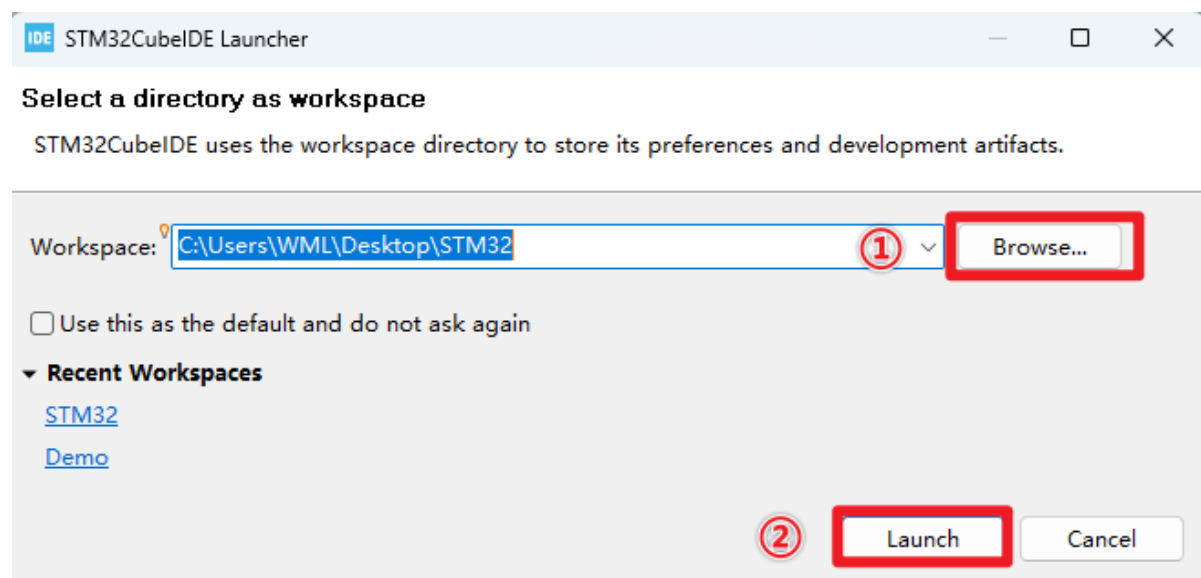 IDE STM32CubeIDE Launcher
Select a directory as workspace
STM32CubeIDE uses the workspace directory to store its preferences and development artifacts.
Workspace: C:\Users\WML\Desktop\STM32 ① Browse...
Use this as the default and do not ask again
Recent Workspaces
STM32
Demo
② Launch Cancel